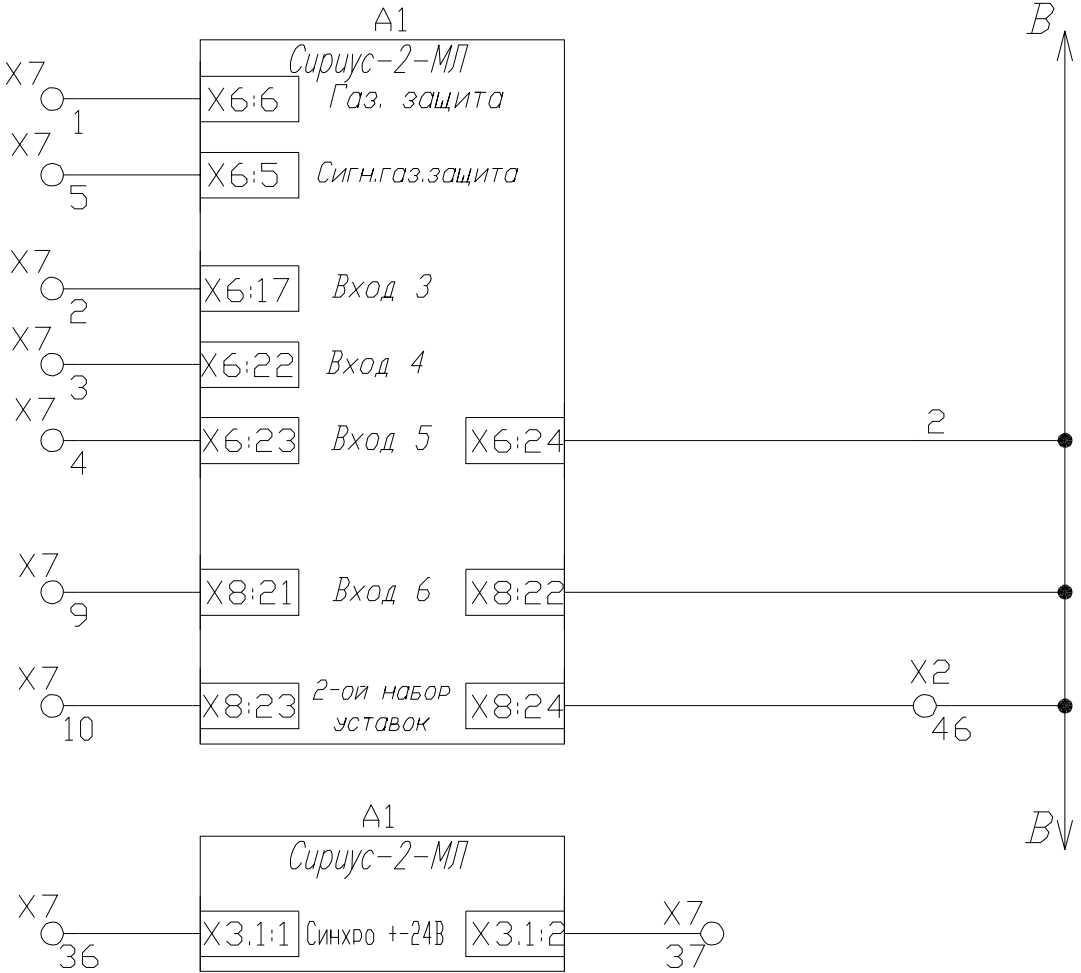 A1
B
Сириус-2-МЛ
X7
1
X6:6
Газ. защита
X7
5
X6:5
Сигн.газ.защита
X7
2
X6:17
Вход 3
X7
3
X6:22
Вход 4
X7
4
X6:23
Вход 5
X6:24
2
X7
9
X8:21
Вход 6
X8:22
X7
10
X8:23
2-ой набор
уставок
X8:24
X2
46
B
A1
Сириус-2-МЛ
X7
36
X3.1:1
Синхро +-24В
X3.1:2
X7
37